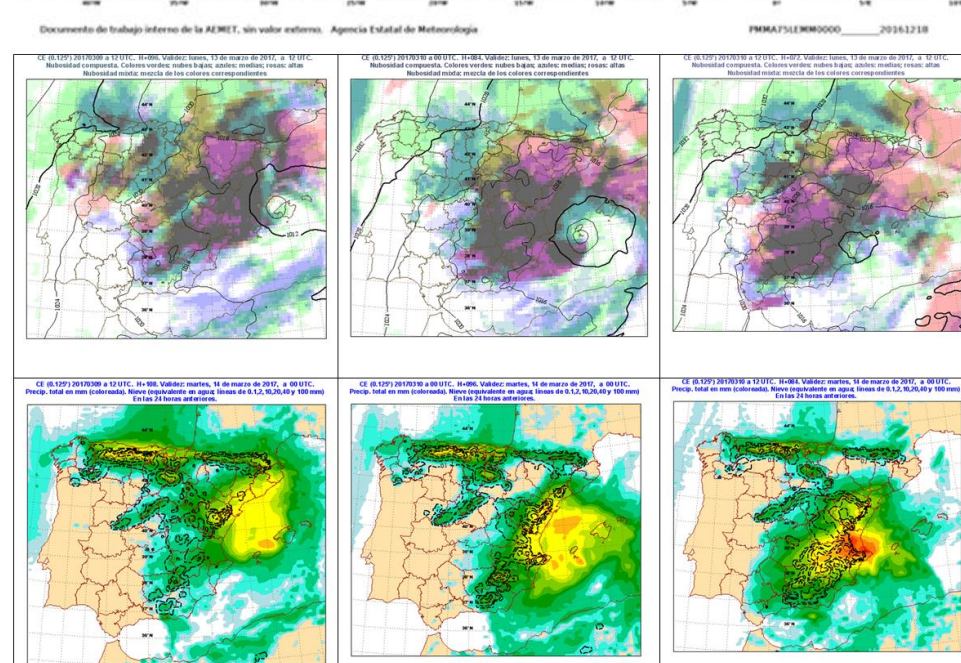 Documento de trabajo interno de la AEMET, sin valor externo. Agencia Estatal de Meteorología
PMMA75LEMM0000________20161218
CE (0.125º) 20170309 a 12 UTC. H+096. Validez: lunes, 13 de marzo de 2017, a 12 UTC.
Nubosidad compuesta. Colores verdes: nubes bajas; azules: medias; rosas: altas
Nubosidad mixta: mezcla de los colores correspondientes
CE (0.125º) 20170310 a 00 UTC. H+084. Validez: lunes, 13 de marzo de 2017, a 12 UTC.
Nubosidad compuesta. Colores verdes: nubes bajas; azules: medias; rosas: altas
Nubosidad mixta: mezcla de los colores correspondientes
CE (0.125º) 20170310 a 12 UTC. H+072. Validez: lunes, 13 de marzo de 2017, a 12 UTC.
Nubosidad compuesta. Colores verdes: nubes bajas; azules: medias; rosas: altas
Nubosidad mixta: mezcla de los colores correspondientes
CE (0.125º) 20170309 a 12 UTC. H+108. Validez: martes, 14 de marzo de 2017, a 00 UTC.
Precip. total en mm (coloreada). Nieve (equivalente en agua; líneas de 0.1,2,10,20,40 y 100 mm)
En las 24 horas anteriores.
CE (0.125º) 20170310 a 00 UTC. H+096. Validez: martes, 14 de marzo de 2017, a 00 UTC.
Precip. total en mm (coloreada). Nieve (equivalente en agua; líneas de 0.1,2,10,20,40 y 100 mm)
En las 24 horas anteriores.
CE (0.125º) 20170310 a 12 UTC. H+084. Validez: martes, 14 de marzo de 2017, a 00 UTC.
Precip. total en mm (coloreada). Nieve (equivalente en agua; líneas de 0.1,2,10,20,40 y 100 mm)
En las 24 horas anteriores.